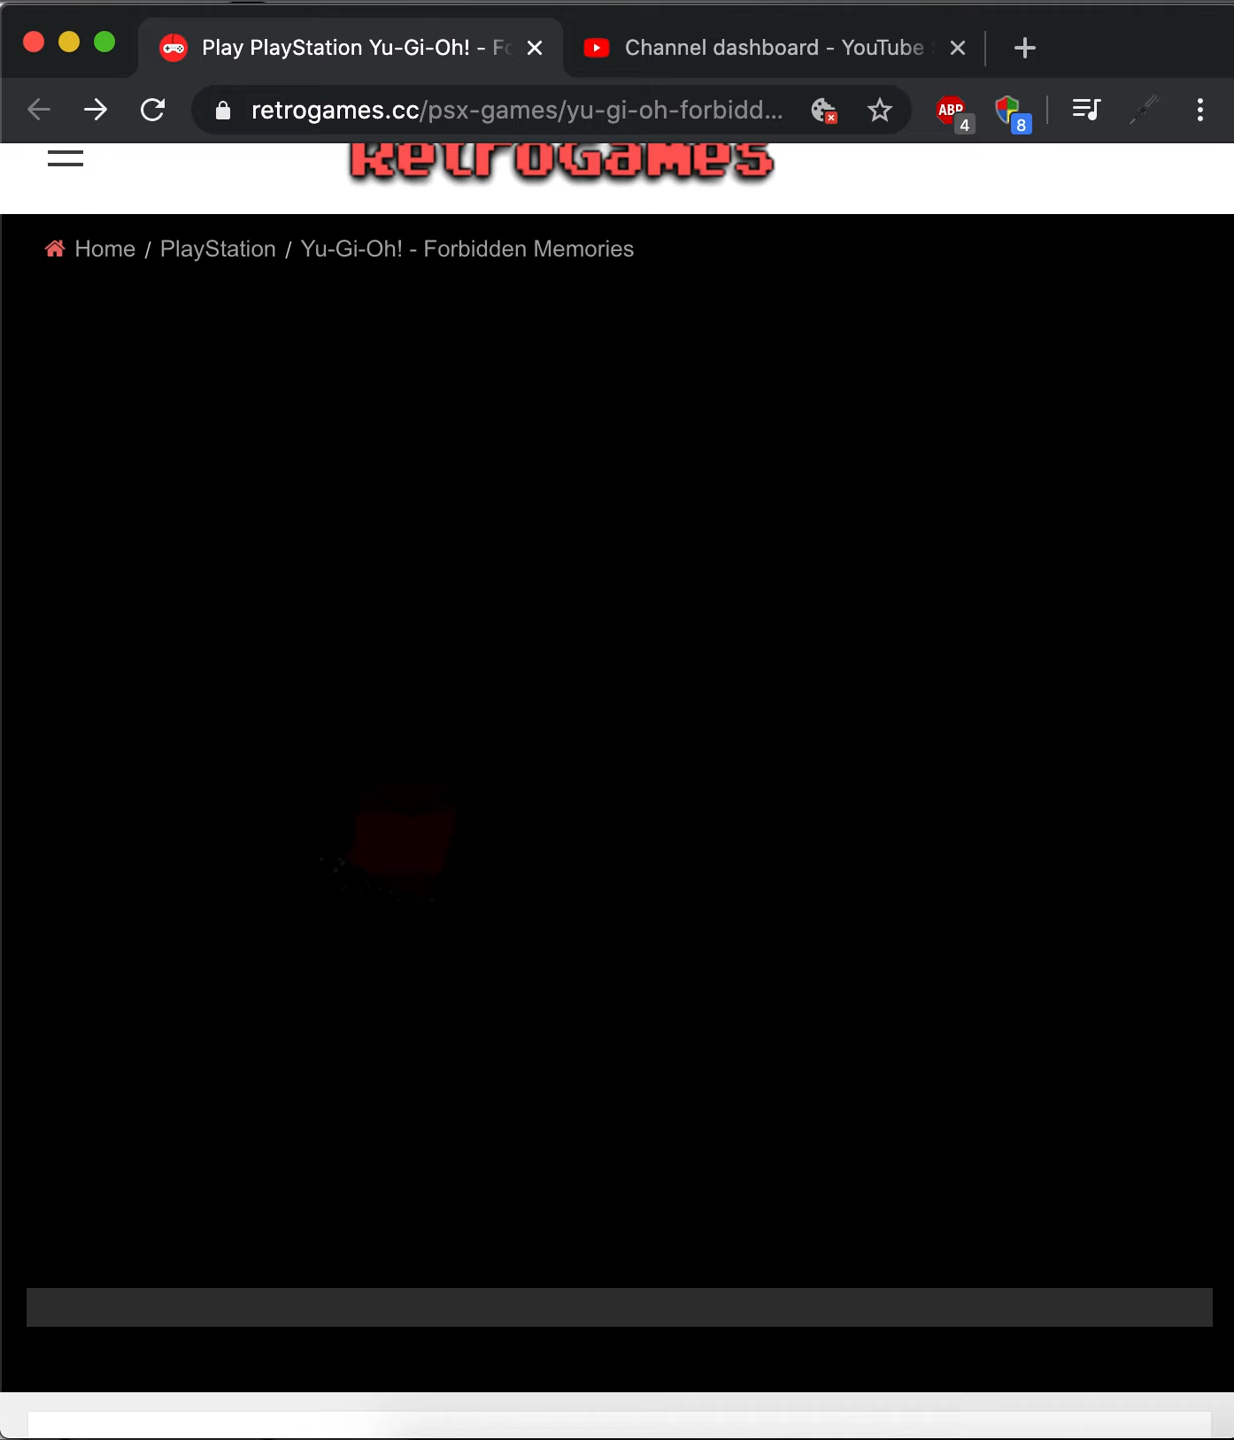 Play PlayStation Yu-Gi-Oh! - Fo
Channel dashboard - YouTube
retrogames.cc/psx-games/yu-gi-oh-forbidd...
ABP
4
8
RetroGames
Home / PlayStation / Yu-Gi-Oh! - Forbidden Memories